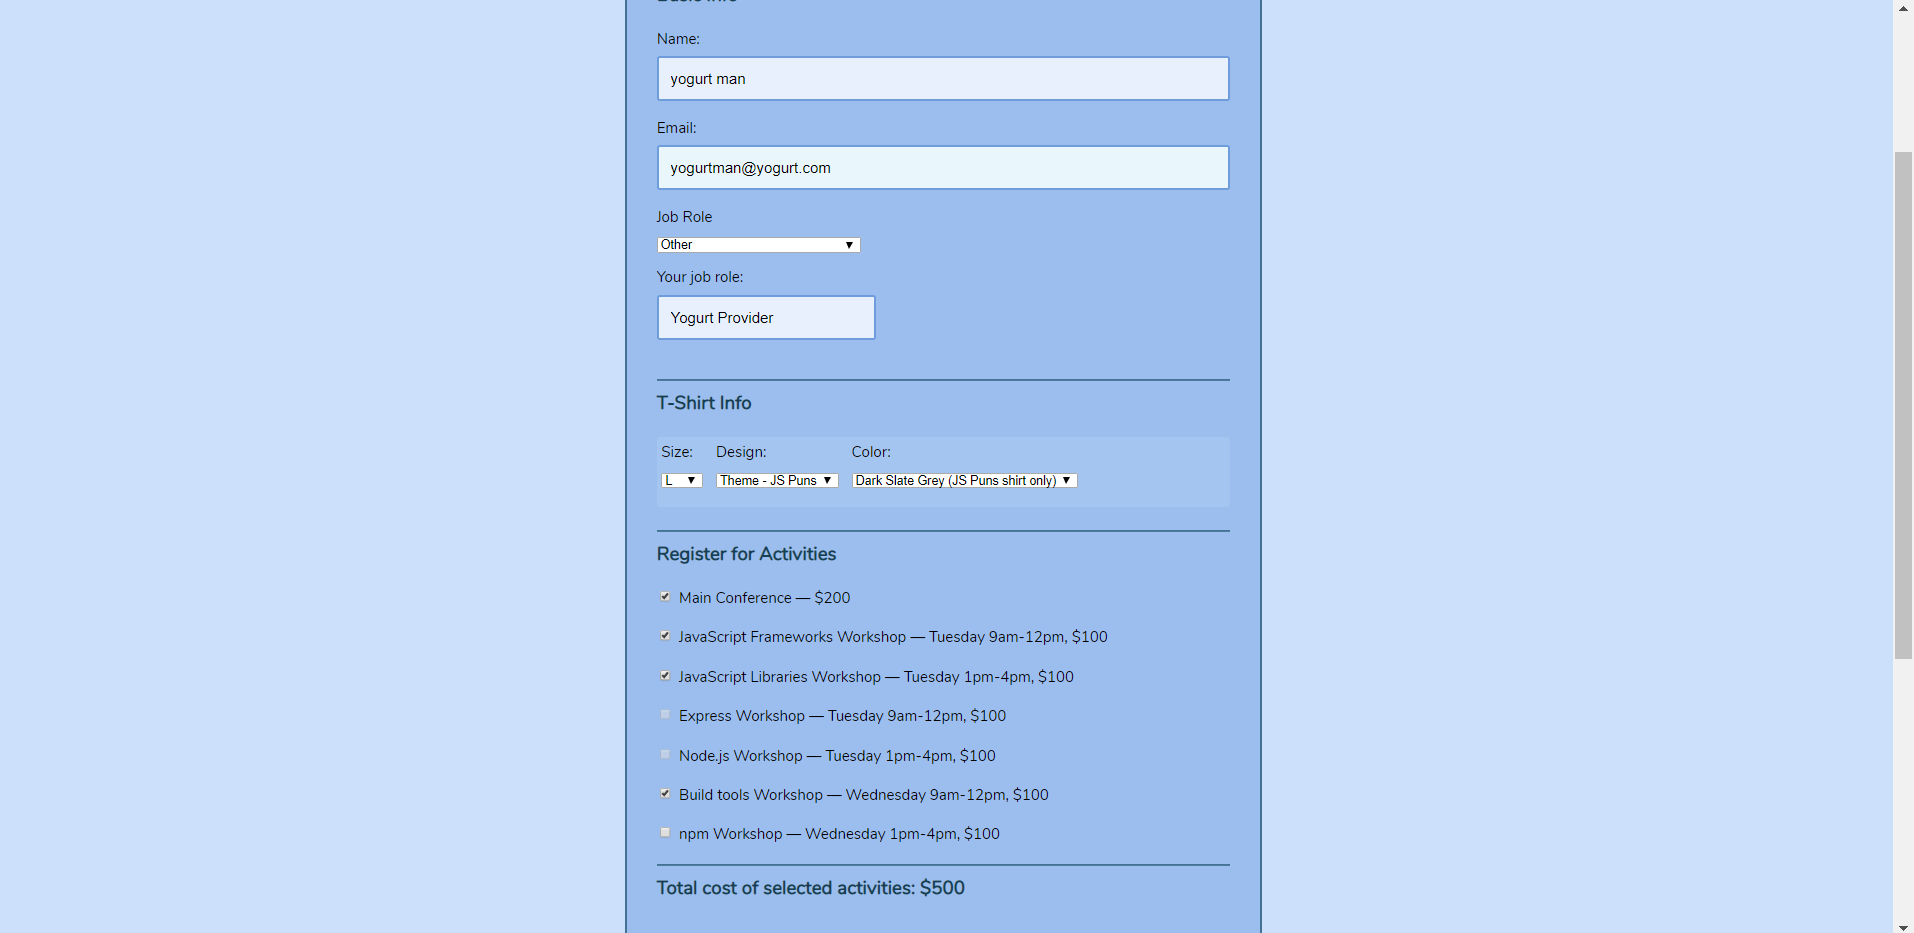 Basic Info
Name:
yogurt man
Email:
yogurtman@yogurt.com
Job Role
Other
Your job role:
Yogurt Provider
T-Shirt Info
Size: Design: Color:
L Theme - JS Puns Dark Slate Grey (JS Puns shirt only)
Register for Activities
Main Conference — $200
JavaScript Frameworks Workshop — Tuesday 9am-12pm, $100
JavaScript Libraries Workshop — Tuesday 1pm-4pm, $100
Express Workshop — Tuesday 9am-12pm, $100
Node.js Workshop — Tuesday 1pm-4pm, $100
Build tools Workshop — Wednesday 9am-12pm, $100
npm Workshop — Wednesday 1pm-4pm, $100
Total cost of selected activities: $500